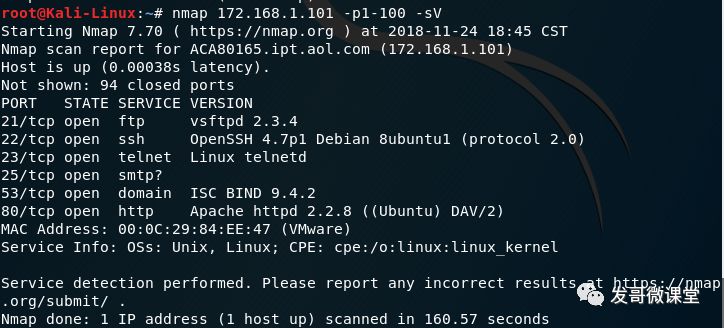 root@Kali-Linux:~# nmap 172.168.1.101 -p1-100 -sV
Starting Nmap 7.70 ( https://nmap.org ) at 2018-11-24 18:45 CST
Nmap scan report for ACA80165.ipt.aol.com (172.168.1.101)
Host is up (0.00038s latency).
Not shown: 94 closed ports
PORT   STATE SERVICE VERSION
21/tcp open  ftp     vsftpd 2.3.4
22/tcp open  ssh     OpenSSH 4.7p1 Debian 8ubuntu1 (protocol 2.0)
23/tcp open  telnet  Linux telnetd
25/tcp open  smtp?
53/tcp open  domain  ISC BIND 9.4.2
80/tcp open  http    Apache httpd 2.2.8 ((Ubuntu) DAV/2)
MAC Address: 00:0C:29:84:EE:47 (VMware)
Service Info: OSs: Unix, Linux; CPE: cpe:/o:linux:linux_kernel
Service detection performed. Please report any incorrect results at https://nmap
.org/submit/ .
Nmap done: 1 IP address (1 host up) scanned in 160.57 seconds
发哥微课堂